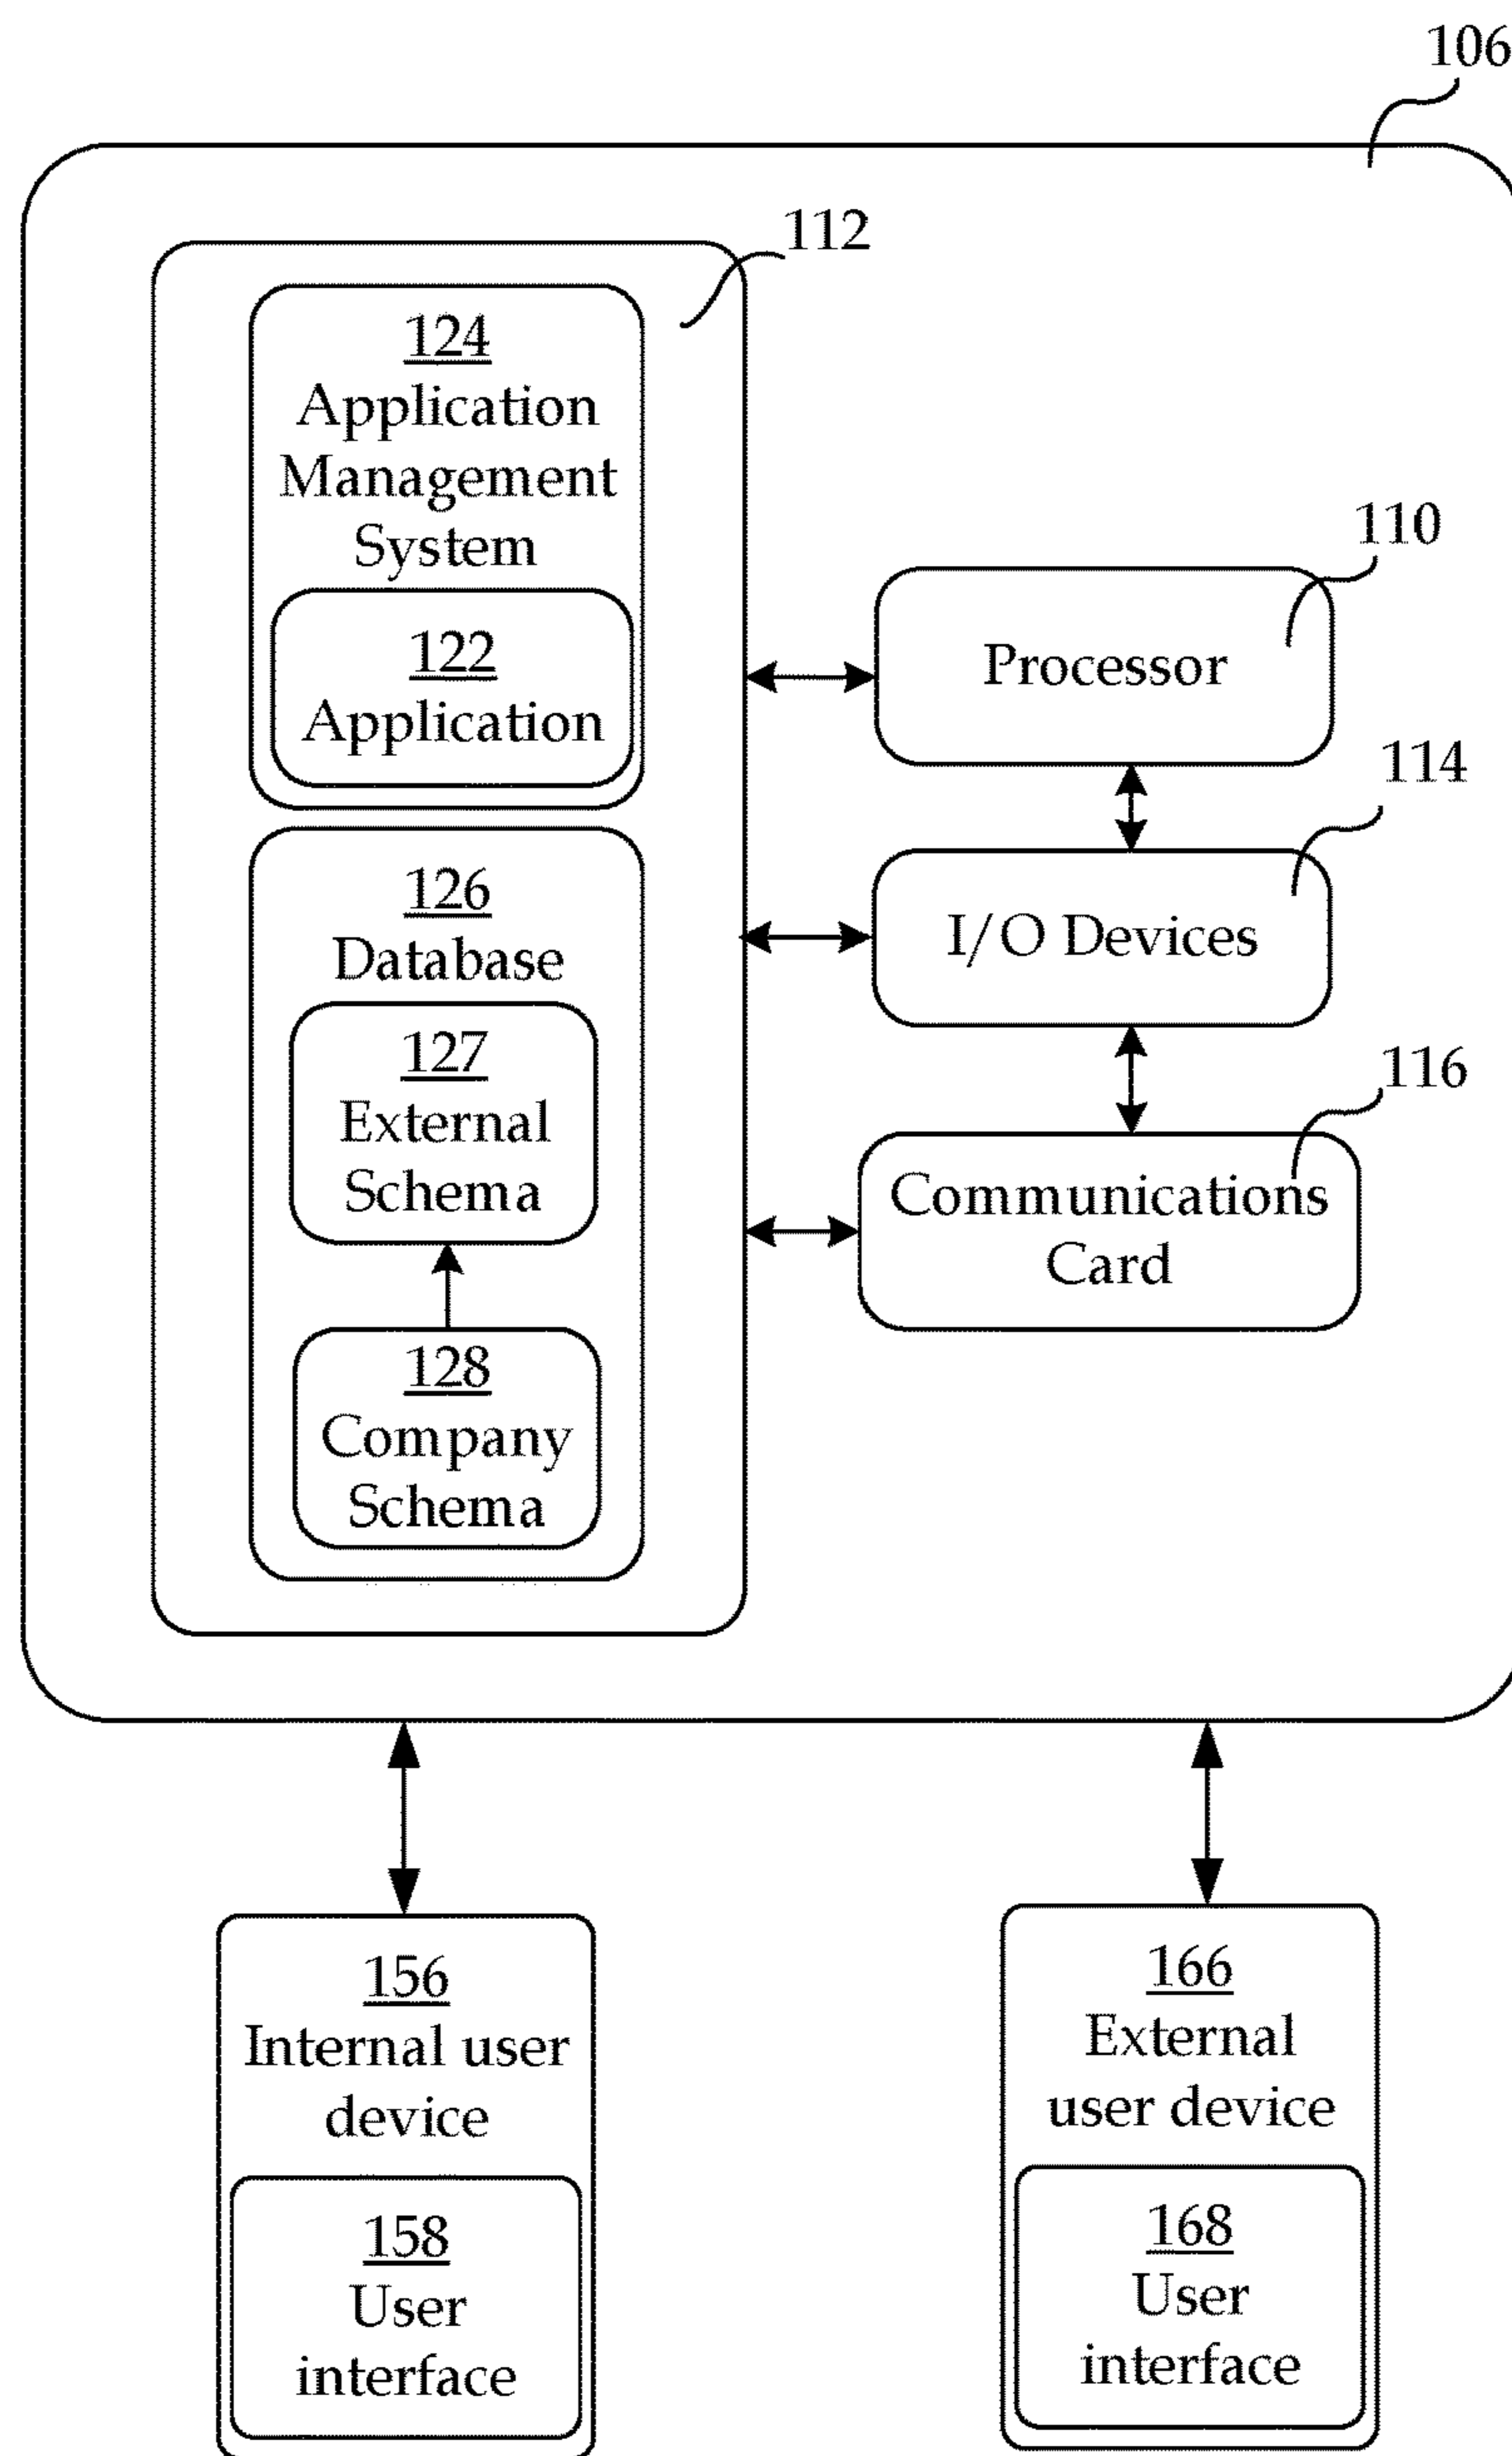 106
112
124
Application
Management
System
122
Application
110
Processor
114
I/O Devices
126
Database
127
External
Schema
116
Communications
Card
128
Company
Schema
156
Internal user
device
158
User
interface
166
External
user device
168
User
interface